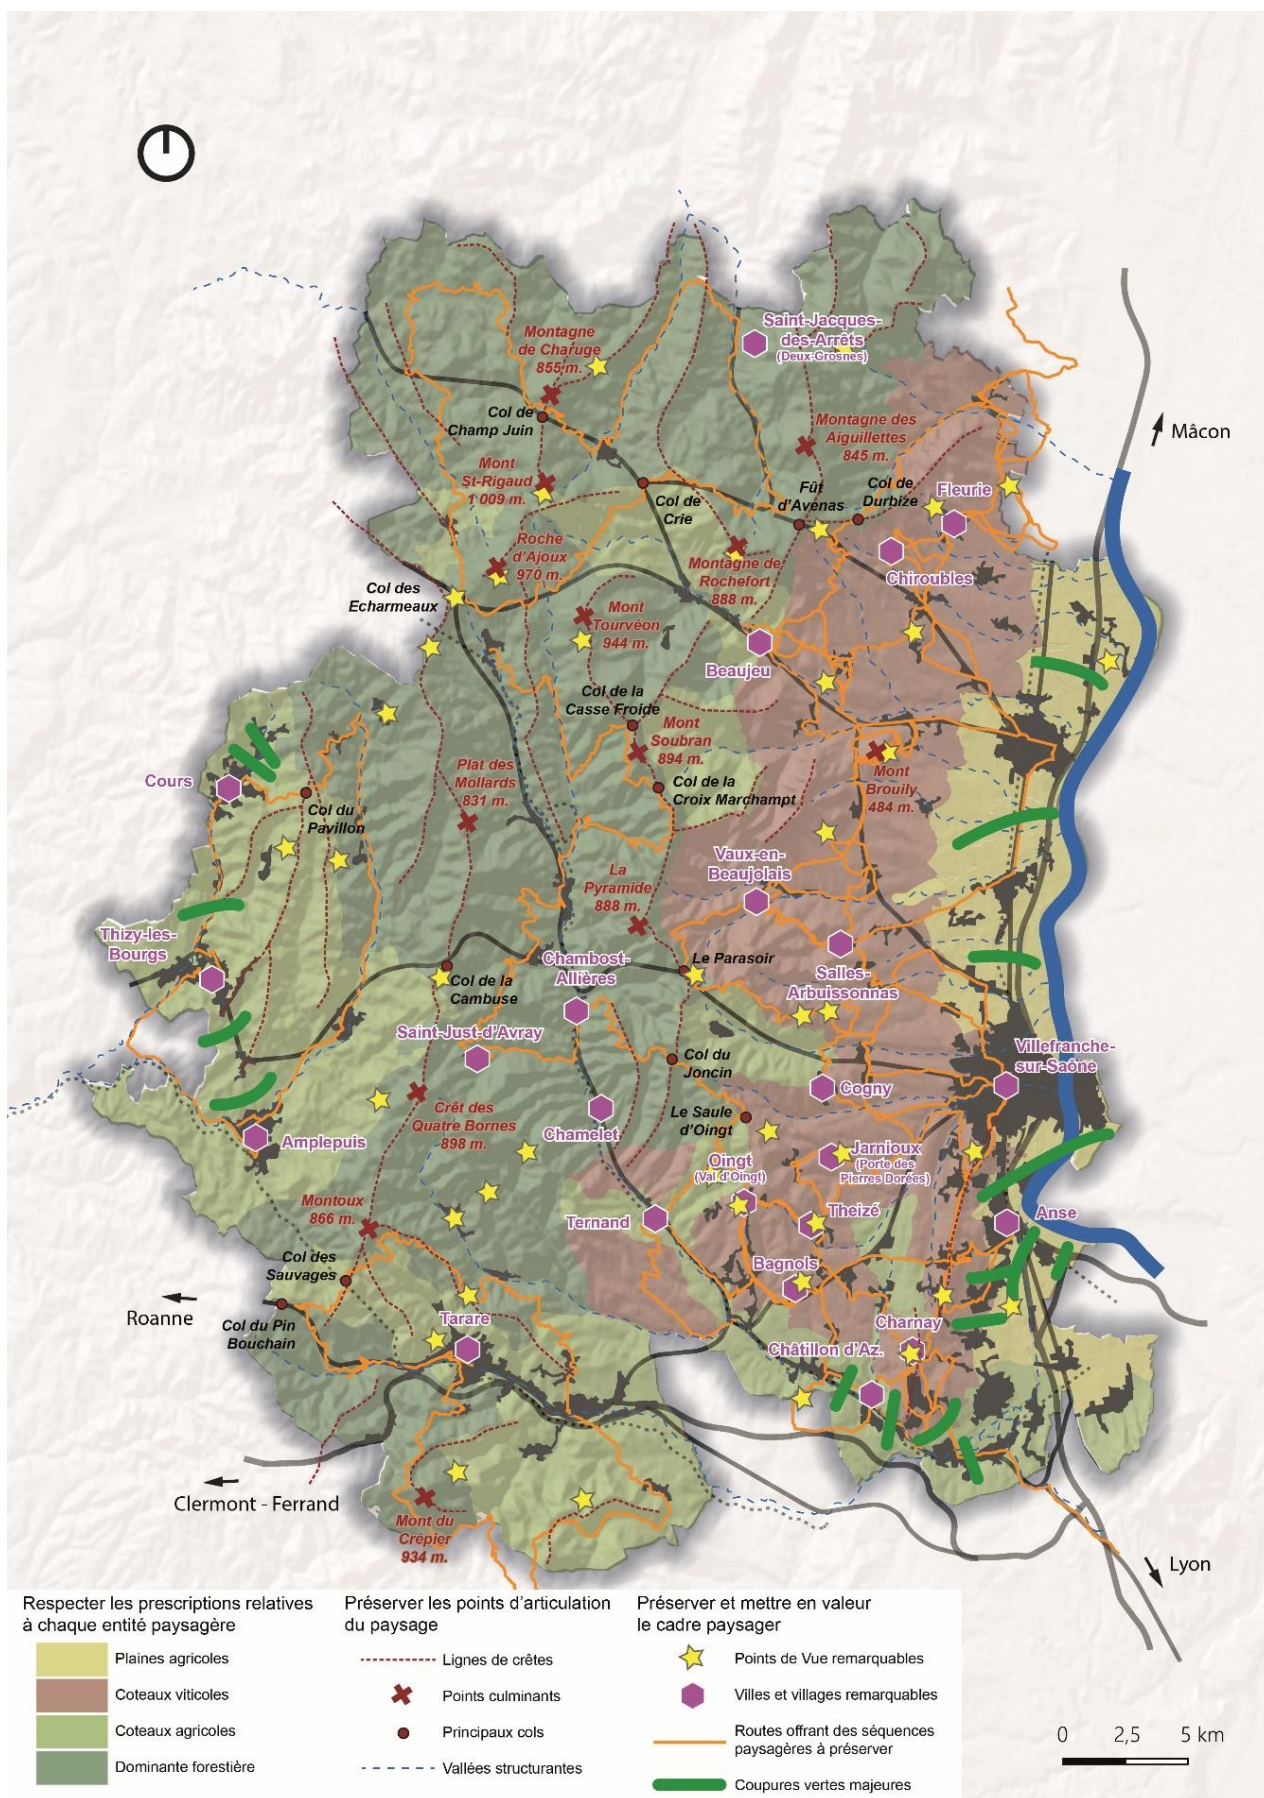 Saint-Jacques-
des-Arrêts
(Deux-Grosnes)
Montagne
de Charuge
855 m.
Col de
Champ Juin
Montagne des
Aiguillettes
845 m.
Mâcon
Mont
St-Rigaud
1 009 m.
Col de
Crie
Fût
d'Avenas
Col de
Durbize
Fleurie
Roche
d'Ajoux
970 m.
Montagne de
Rochefort
888 m.
Chiroubles
Col des
Echarmeaux
Mont
Tourvéon
944 m.
Beaujeu
Col de la
Casse Froide
Mont
Soubran
894 m.
Cours
Plat des
Mollards
831 m.
Col de la
Croix Marchampt
Mont
Brouily
484 m.
Col du
Pavillon
Vaux-en-
Beaujolais
La
Pyramide
888 m.
Thizy-les-
Bourgs
Chambost-
Allières
Le Parasoir
Salles-
Arbuissonnas
Col de la
Cambuse
Saint-Just-d'Avray
Col du
Joncin
Villefranche-
sur-Saône
Cogny
Crêt des
Quatre Bornes
898 m.
Chamelet
Le Saule
d'Oingt
Amplepuis
Oingt
(Val d'Oingt)
Jarnioux
(Porte des
Pierres Dorées)
Montoux
866 m.
Ternand
Theizé
Anse
Col des
Sauvages
Bagnols
Roanne
Col du Pin
Bouchain
Tarare
Charnay
Châtillon d'Az.
Clermont - Ferrand
Mont du
Crépier
934 m.
Lyon
Respecter les prescriptions relatives
à chaque entité paysagère
Plaines agricoles
Coteaux viticoles
Coteaux agricoles
Dominante forestière
Préserver les points d'articulation
du paysage
Lignes de crêtes
Points culminants
Principaux cols
Vallées structurantes
Préserver et mettre en valeur
le cadre paysager
Points de Vue remarquables
Villes et villages remarquables
Routes offrant des séquences
paysagères à préserver
Coupures vertes majeures
0 2,5 5 km